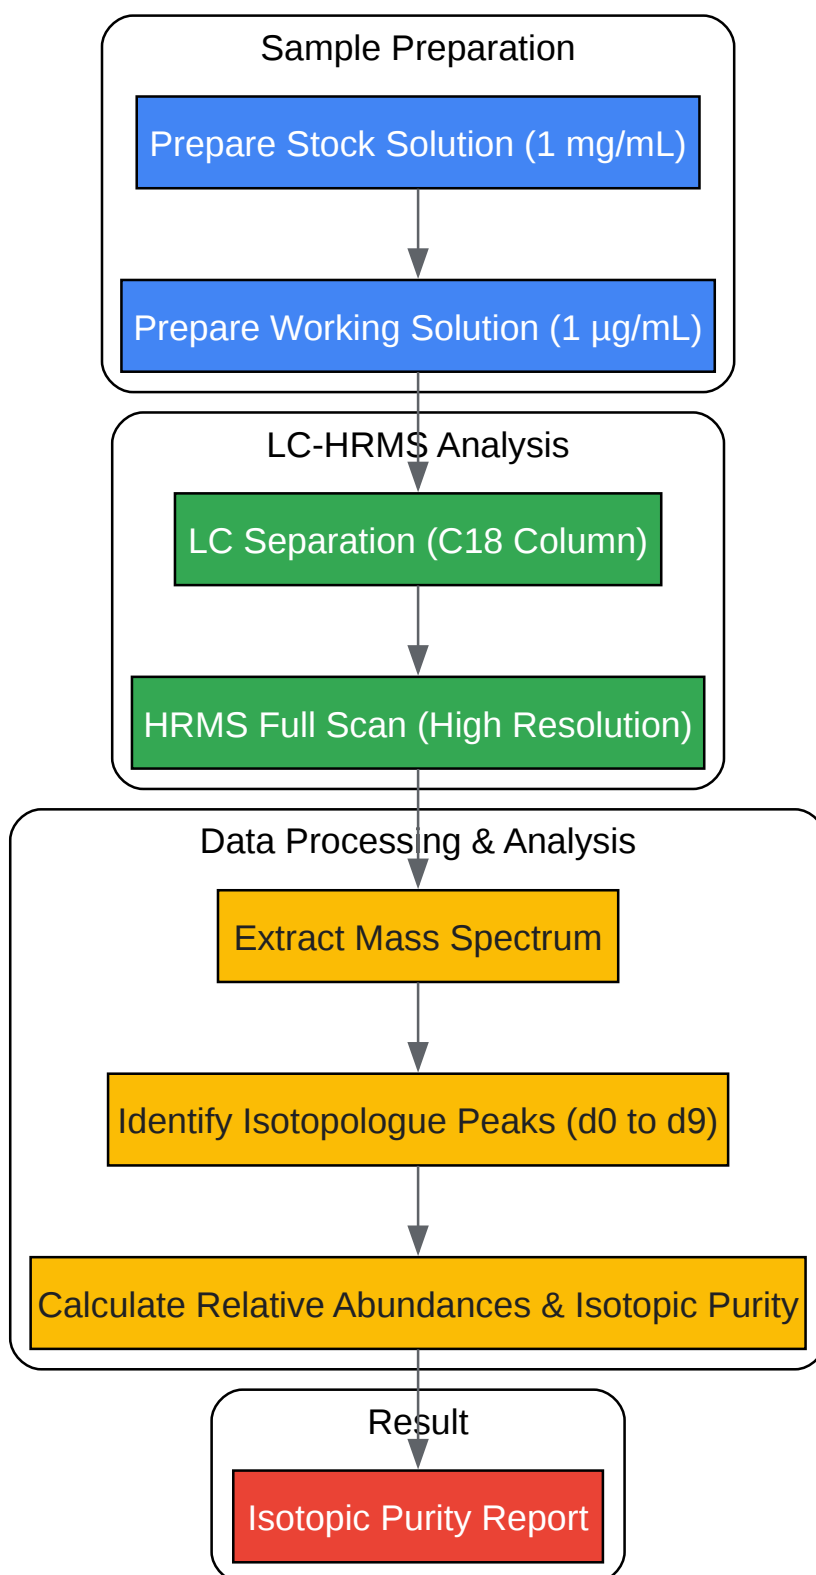 Sample Preparation
Prepare Stock Solution (1 mg/mL)
Prepare Working Solution (1 µg/mL)
LC-HRMS Analysis
LC Separation (C18 Column)
HRMS Full Scan (High Resolution)
Data Processing & Analysis
Extract Mass Spectrum
Identify Isotopologue Peaks (d0 to d9)
Calculate Relative Abundances & Isotopic Purity
Result
Isotopic Purity Report